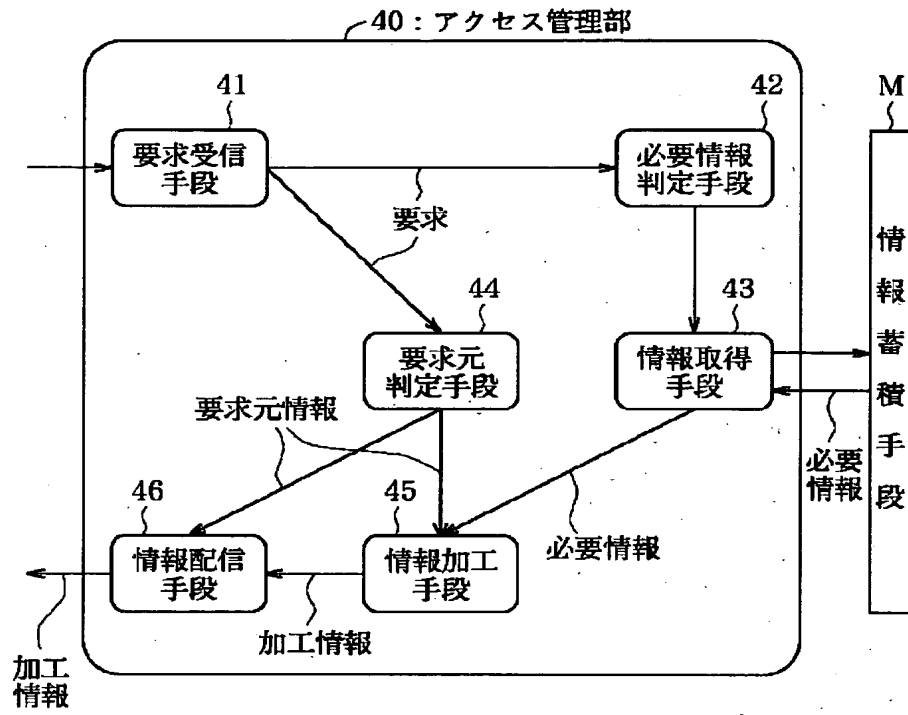 40：アクセス管理部
41
要求受信
手段
42
必要情報
判定手段
M
情報蓄積手段
要求
44
要求元
判定手段
43
情報取得
手段
要求元情報
必要
情報
46
情報配信
手段
45
情報加工
手段
必要情報
加工情報
加工
情報